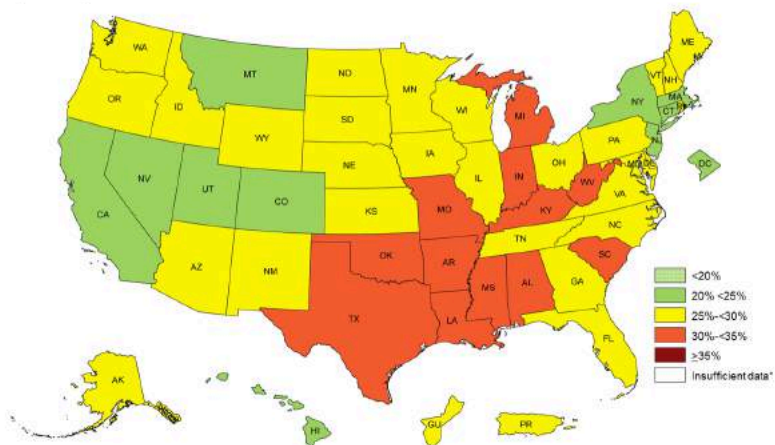 WA
MT
ND
MN
ME
VT
NH
OR
ID
SD
WI
MI
NY
MA
CT
WY
IA
PA
NE
IL
IN
OH
DC
NV
UT
CO
WV
VA
CA
KS
MO
KY
NC
TN
AZ
NM
OK
AR
SC
MS
AL
GA
TX
LA
FL
AK
HI
GU
PR
<20%
20% <25%
25%-<30%
30%-<35%
≥35%
Insufficient data*